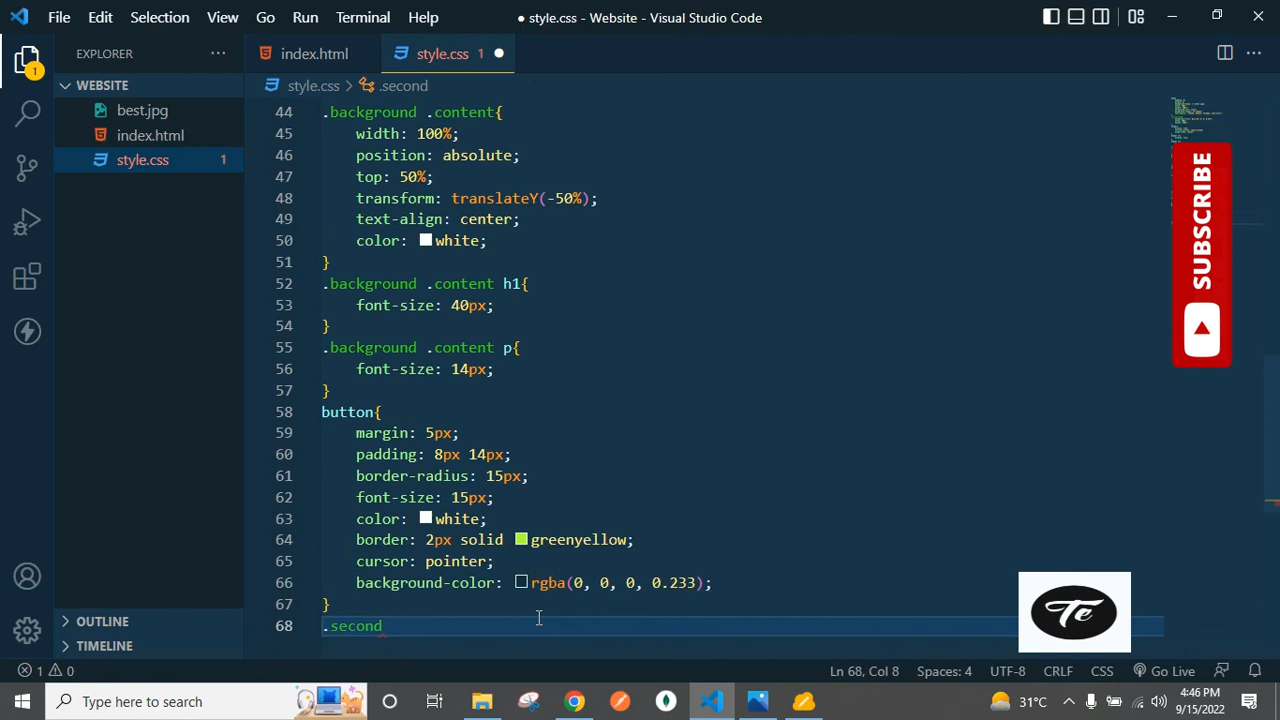 File Edit Selection View Go Run Terminal Help
● style.css - Website - Visual Studio Code
EXPLORER ···
index.html
style.css 1 ●
WEBSITE
style.css > .second
best.jpg
index.html
style.css 1
44 .background .content{
45 width: 100%;
46 position: absolute;
47 top: 50%;
48 transform: translateY(-50%);
49 text-align: center;
50 color: white;
51 }
52 .background .content h1{
53 font-size: 40px;
54 }
55 .background .content p{
56 font-size: 14px;
57 }
58 button{
59 margin: 5px;
60 padding: 8px 14px;
61 border-radius: 15px;
62 font-size: 15px;
63 color: white;
64 border: 2px solid greenyellow;
65 cursor: pointer;
66 background-color: rgba(0, 0, 0, 0.233);
67 }
68 .second
1
SUBSCRIBE
Te
OUTLINE
TIMELINE
1 0
Ln 68, Col 8 Spaces: 4 UTF-8 CRLF CSS Go Live
Type here to search
31°C
4:46 PM
9/15/2022